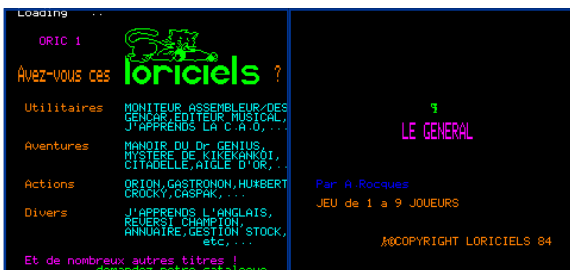 Loading ..
ORIC 1
Avez-vous ces loriciels ?
Utilitaires MONITEUR ASSEMBLEUR/DES
GENCAR,EDITEUR MUSICAL,
J'APPRENDS LA C.A.O,...
Aventures MANOIR DU Dr GENIUS,
MYSTERE DE KIKEKANKOI,
CITADELLE,AIGLE D'OR,...
Actions ORION,GASTRONON,HU*BERT
CROCKY,CASPAK,...
Divers J'APPRENDS L'ANGLAIS,
REVERSI CHAMPION,
ANNUAIRE,GESTION STOCK,
etc,...
Et de nombreux autres titres !
demandez notre catalogue
LE GENERAL
Par A.Rocques
JEU de 1 a 9 JOUEURS
©COPYRIGHT LORICIELS 84